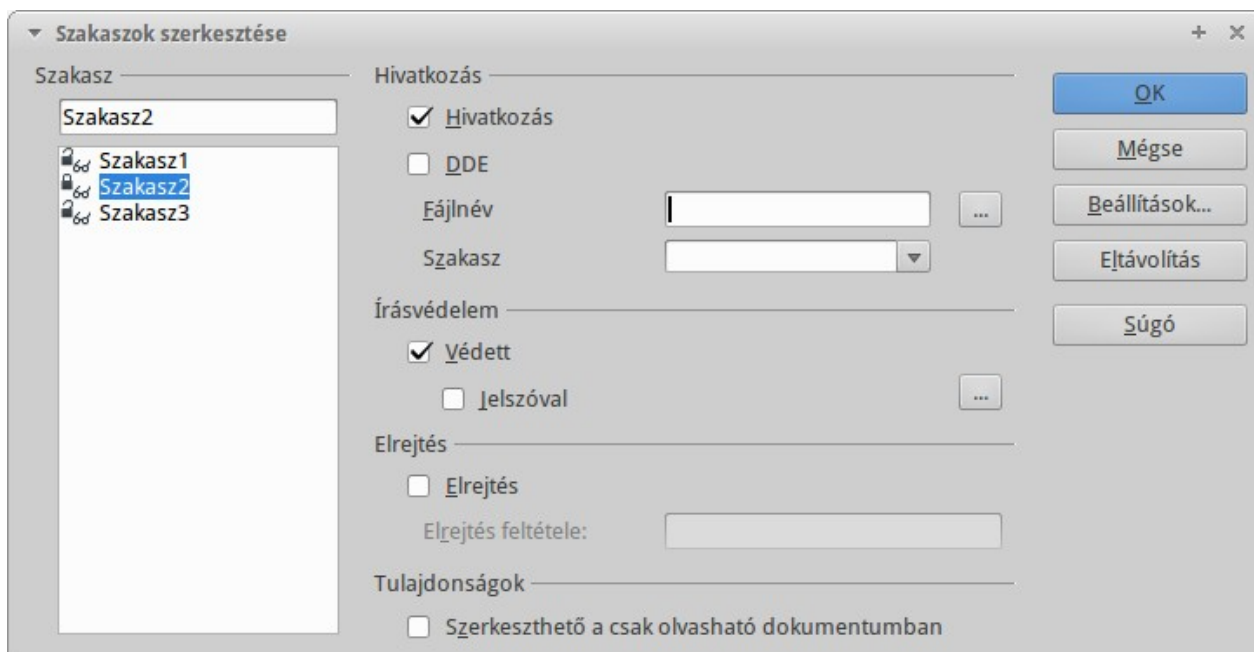 Szakaszok szerkesztése
Szakasz
Szakasz2
Szakasz1
Szakasz2
Szakasz3
Hivatkozás
Hivatkozás
DDE
Fájlnév
...
Szakasz
Írásvédelem
Védett
Jelszóval
...
Elrejtés
Elrejtés
Elrejtés feltétele:
Tulajdonságok
Szerkeszthető a csak olvasható dokumentumban
OK
Mégse
Beállítások...
Eltávolítás
Súgó